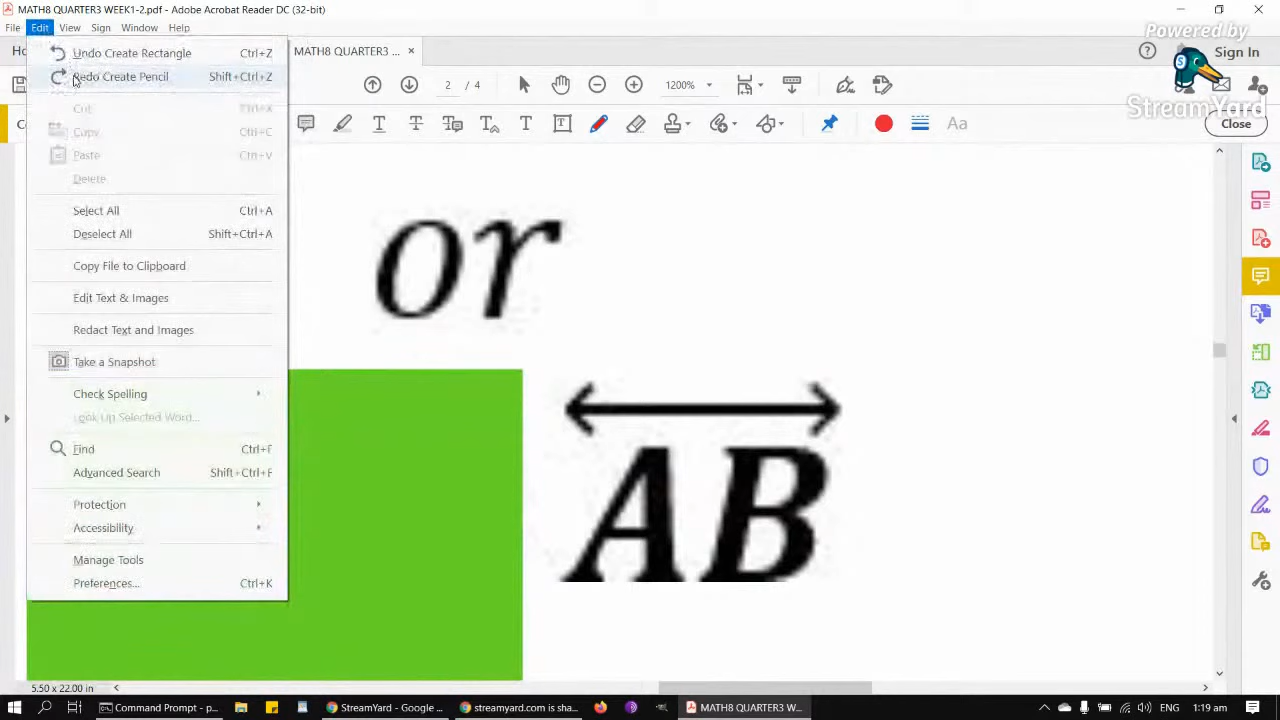 MATH8 QUARTER3 WEEK1-2.pdf - Adobe Acrobat Reader DC (32-bit)
File Edit View Sign Window Help
Powered by
StreamYard
MATH8 QUARTER3 ... ×
Sign In
Undo Create Rectangle Ctrl+Z
Redo Create Pencil Shift+Ctrl+Z
2 / 4
1200%
Cut Ctrl+X
Copy Ctrl+C
Paste Ctrl+V
Delete
Aa
Close
Select All Ctrl+A
Deselect All Shift+Ctrl+A
Copy File to Clipboard
Edit Text & Images
Redact Text and Images
Take a Snapshot
Check Spelling
Look Up Selected Word...
Find Ctrl+F
Advanced Search Shift+Ctrl+F
Protection
Accessibility
Manage Tools
Preferences... Ctrl+K
or
AB
5.50 x 22.00 in
Command Prompt - p...
StreamYard - Google ...
streamyard.com is sha...
MATH8 QUARTER3 W...
ENG
1:19 am